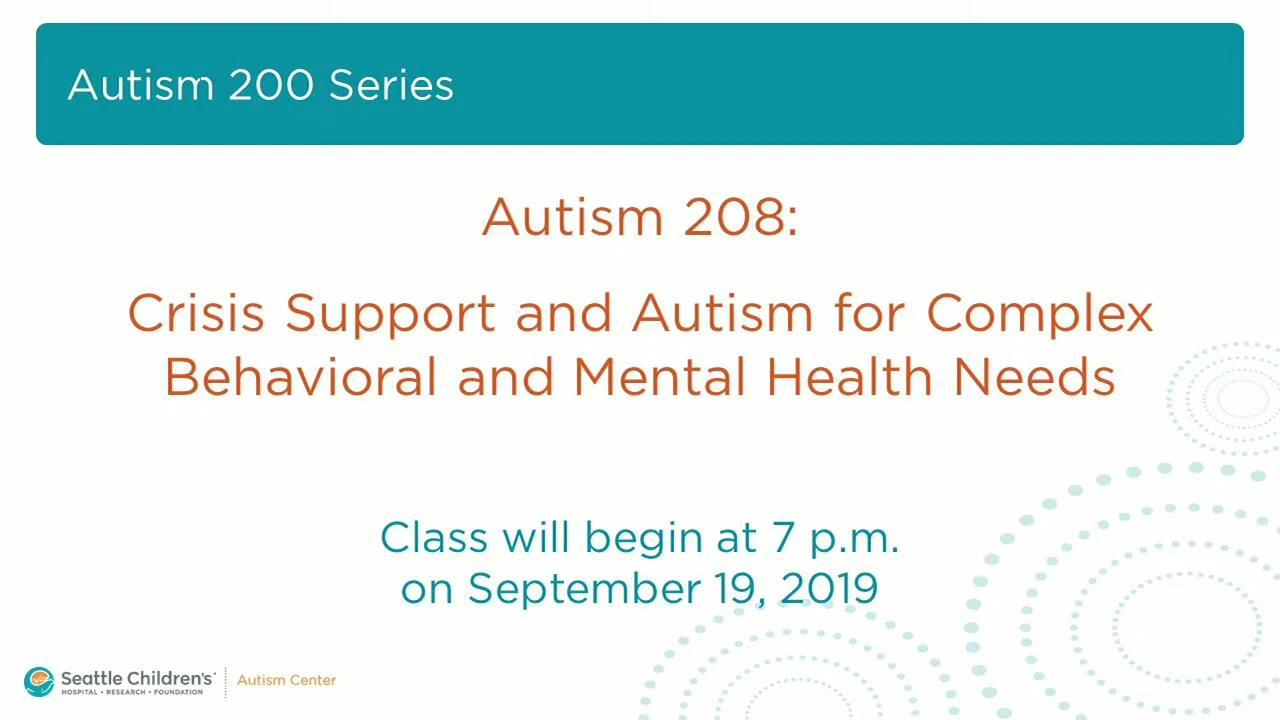 Autism 200 Series
Autism 208:
Crisis Support and Autism for Complex
Behavioral and Mental Health Needs
Class will begin at 7 p.m.
on September 19, 2019
Seattle Children's
HOSPITAL • RESEARCH • FOUNDATION
Autism Center